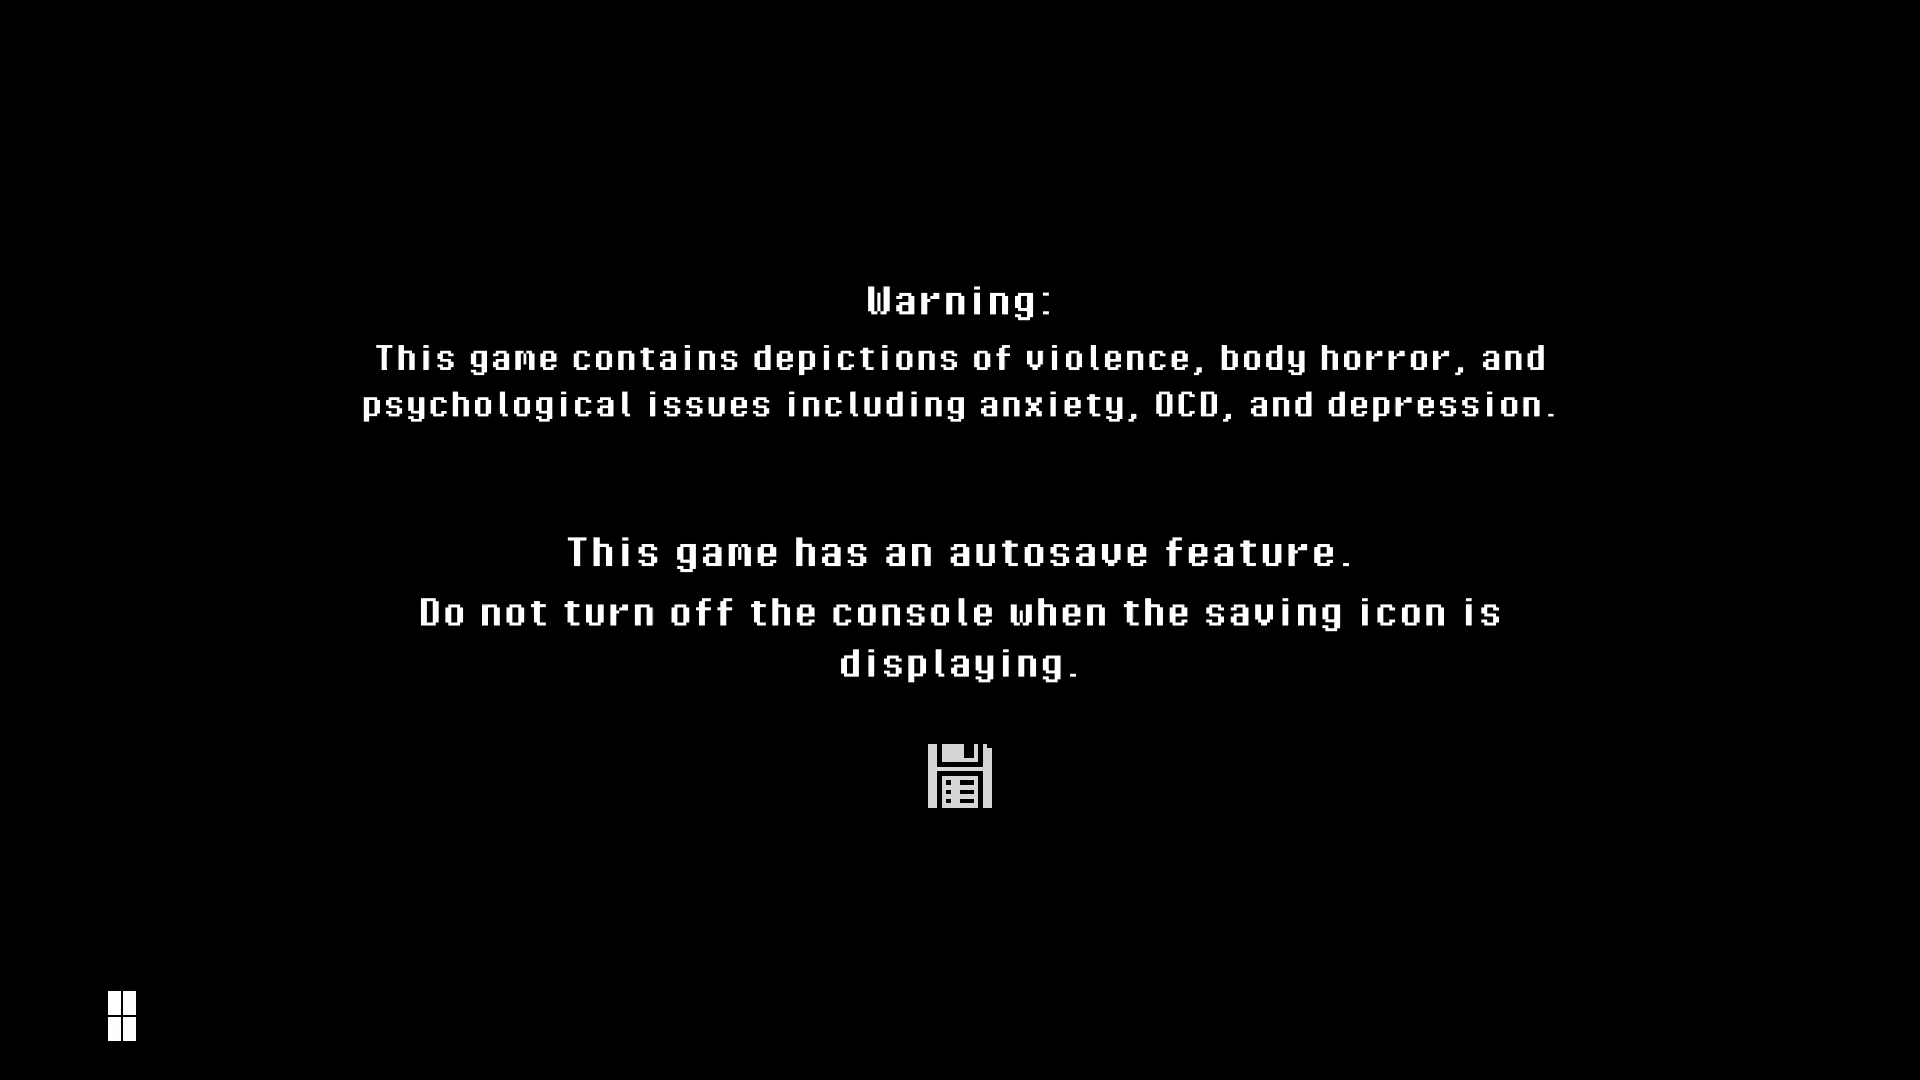 Warning:
This game contains depictions of violence, body horror, and
psychological issues including anxiety, OCD, and depression.
This game has an autosave feature.
Do not turn off the console when the saving icon is
displaying.